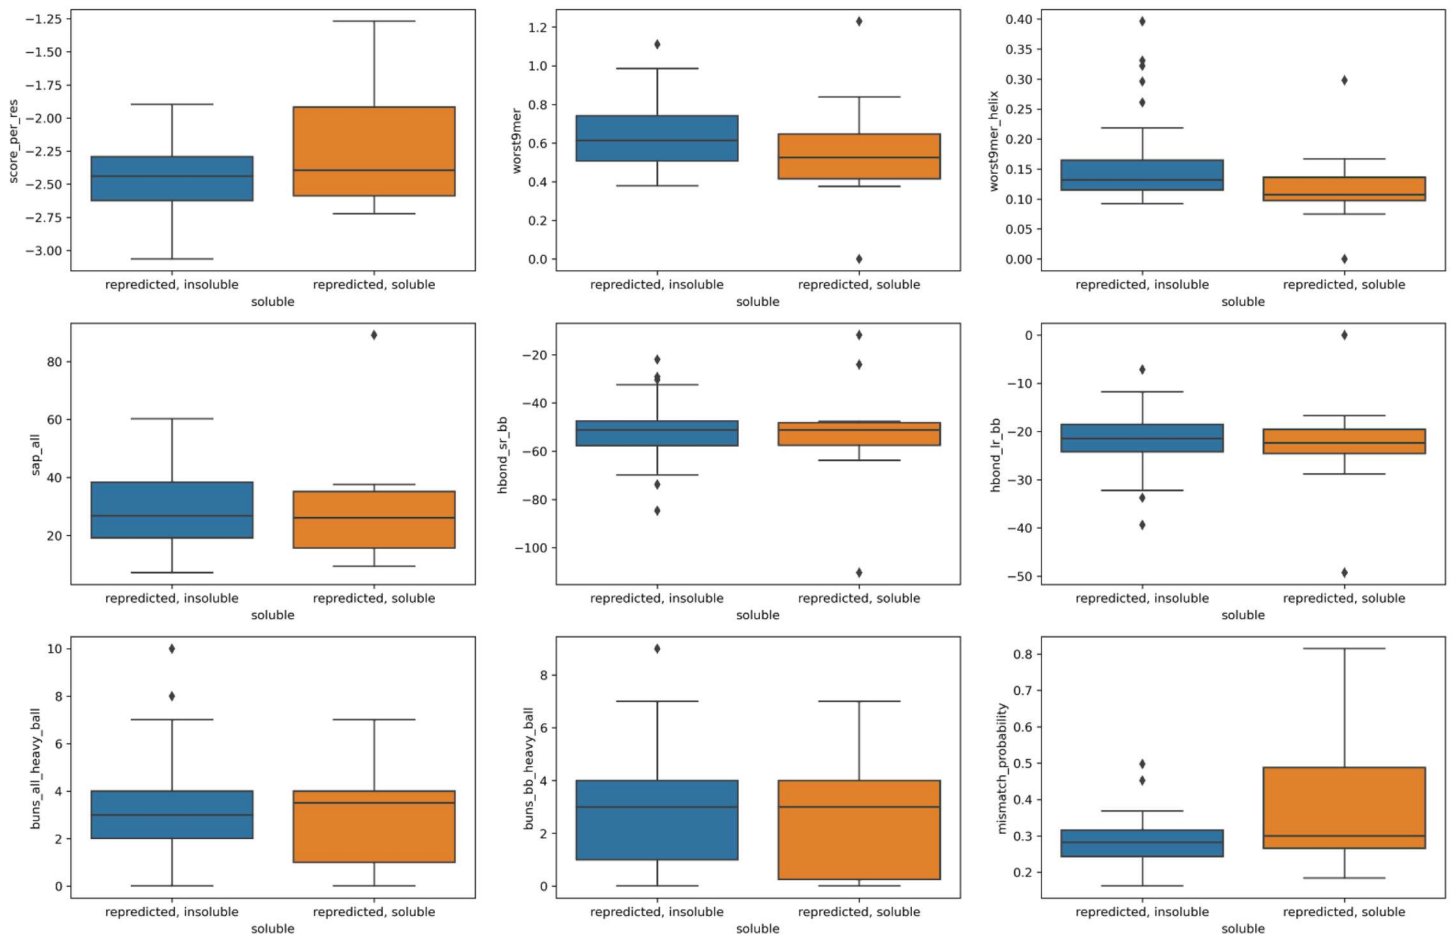 score_per_res
−1.25
−1.50
−1.75
−2.00
−2.25
−2.50
−2.75
−3.00
repredicted, insoluble
repredicted, soluble
soluble
worst9mer
1.2
1.0
0.8
0.6
0.4
0.2
0.0
repredicted, insoluble
repredicted, soluble
soluble
worst9mer_helix
0.40
0.35
0.30
0.25
0.20
0.15
0.10
0.05
0.00
repredicted, insoluble
repredicted, soluble
soluble
sap_all
80
60
40
20
repredicted, insoluble
repredicted, soluble
soluble
hbond_sr_bb
−20
−40
−60
−80
−100
repredicted, insoluble
repredicted, soluble
soluble
hbond_lr_bb
0
−10
−20
−30
−40
−50
repredicted, insoluble
repredicted, soluble
soluble
buns_all_heavy_ball
10
8
6
4
2
0
repredicted, insoluble
repredicted, soluble
soluble
buns_bb_heavy_ball
8
6
4
2
0
repredicted, insoluble
repredicted, soluble
soluble
mismatch_probability
0.8
0.7
0.6
0.5
0.4
0.3
0.2
repredicted, insoluble
repredicted, soluble
soluble